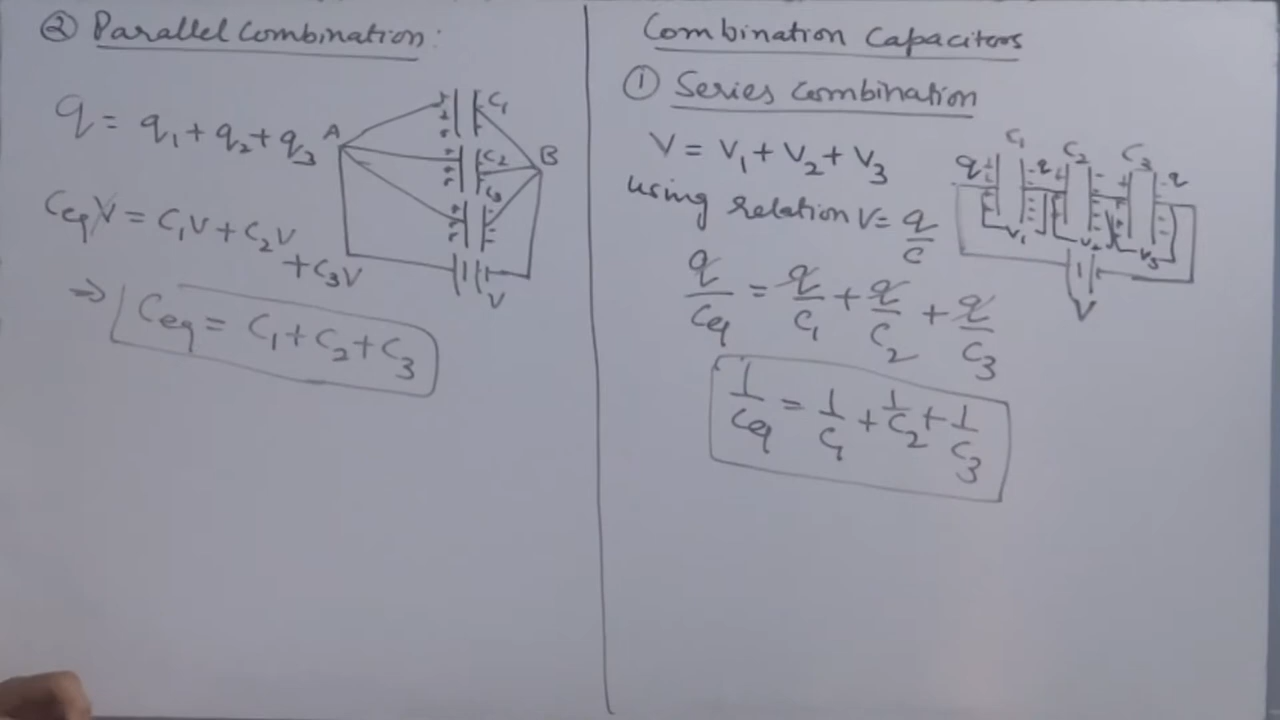 ② Parallel Combination:
q = q₁ + q₂ + q₃
A
B
C₁
C₂
C₃
V
CeqV = C₁V + C₂V
+ C₃V
⇒ Ceq = C₁ + C₂ + C₃
Combination Capacitors
① Series Combination
V = V₁ + V₂ + V₃
using relation V = q/c
q/Ceq = q/C₁ + q/C₂ + q/C₃
1/Ceq = 1/C₁ + 1/C₂ + 1/C₃
C₁ C₂ C₃
q q q
V₁ V₂ V₃
V